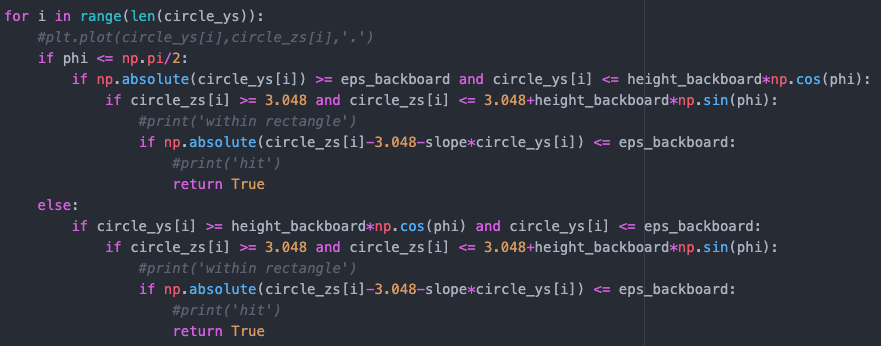 for i in range(len(circle_ys)):
    #plt.plot(circle_ys[i],circle_zs[i],'.')
    if phi <= np.pi/2:
        if np.absolute(circle_ys[i]) >= eps_backboard and circle_ys[i] <= height_backboard*np.cos(phi):
            if circle_zs[i] >= 3.048 and circle_zs[i] <= 3.048+height_backboard*np.sin(phi):
                #print('within rectangle')
                if np.absolute(circle_zs[i]-3.048-slope*circle_ys[i]) <= eps_backboard:
                    #print('hit')
                    return True
    else:
        if circle_ys[i] >= height_backboard*np.cos(phi) and circle_ys[i] <= eps_backboard:
            if circle_zs[i] >= 3.048 and circle_zs[i] <= 3.048+height_backboard*np.sin(phi):
                #print('within rectangle')
                if np.absolute(circle_zs[i]-3.048-slope*circle_ys[i]) <= eps_backboard:
                    #print('hit')
                    return True